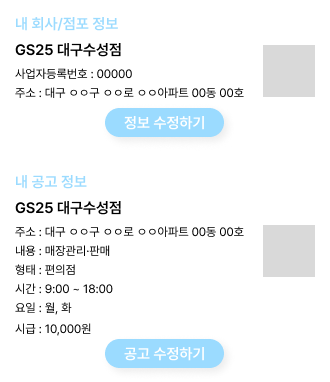 내 회사/점포 정보
GS25 대구수성점
사업자등록번호 : 00000
주소 : 대구 ㅇㅇ구 ㅇㅇ로 ㅇㅇ아파트 00동 00호
정보 수정하기
내 공고 정보
GS25 대구수성점
주소 : 대구 ㅇㅇ구 ㅇㅇ로 ㅇㅇ아파트 00동 00호
내용 : 매장관리·판매
형태 : 편의점
시간 : 9:00 ~ 18:00
요일 : 월, 화
시급 : 10,000원
공고 수정하기